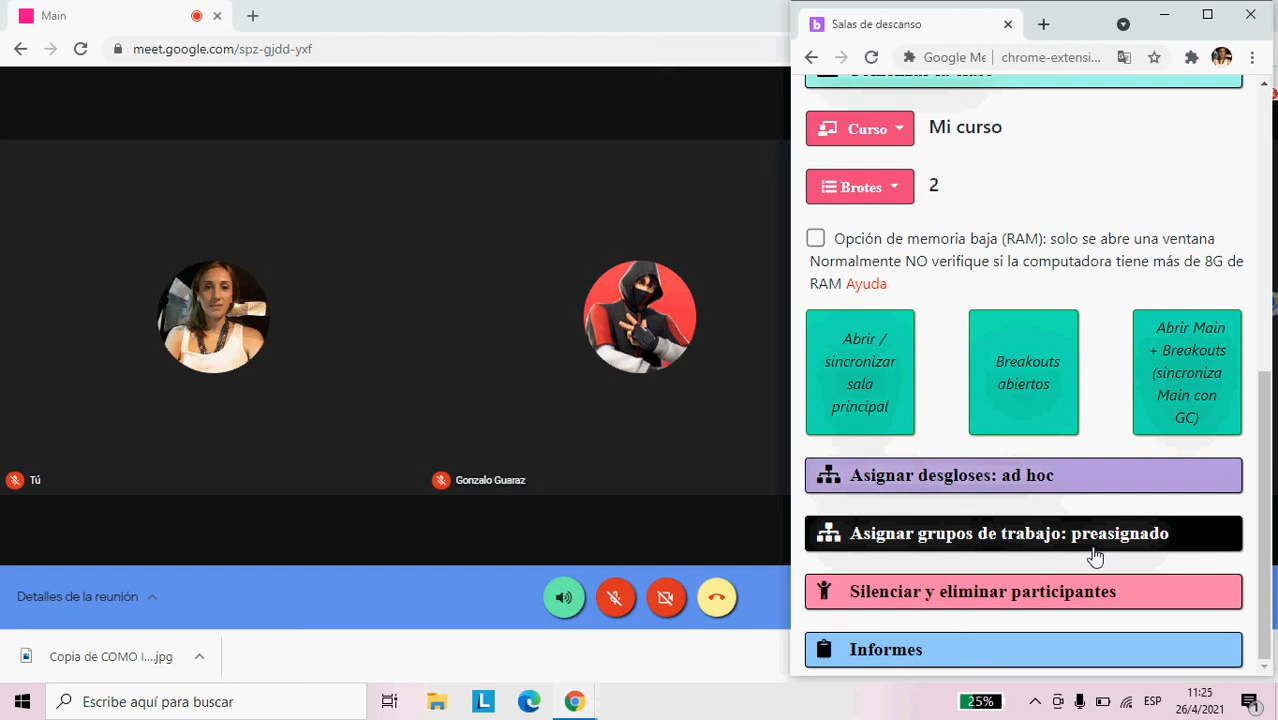 Main
meet.google.com/spz-gjdd-yxf
Tú
Gonzalo Guaraz
Detalles de la reunión
Copia de COMO I....jpg
Salas de descanso
Google Me
chrome-extensi...
Curso
Mi curso
Brotes
2
Opción de memoria baja (RAM): solo se abre una ventana
Normalmente NO verifique si la computadora tiene más de 8G de
RAM Ayuda
Abrir /
sincronizar
sala
principal
Breakouts
abiertos
Abrir Main
+ Breakouts
(sincroniza
Main con
GC)
Asignar desgloses: ad hoc
Asignar grupos de trabajo: preasignado
Silenciar y eliminar participantes
Informes
Escribe aquí para buscar
L
25%
ESP
11:25
26/4/2021
1